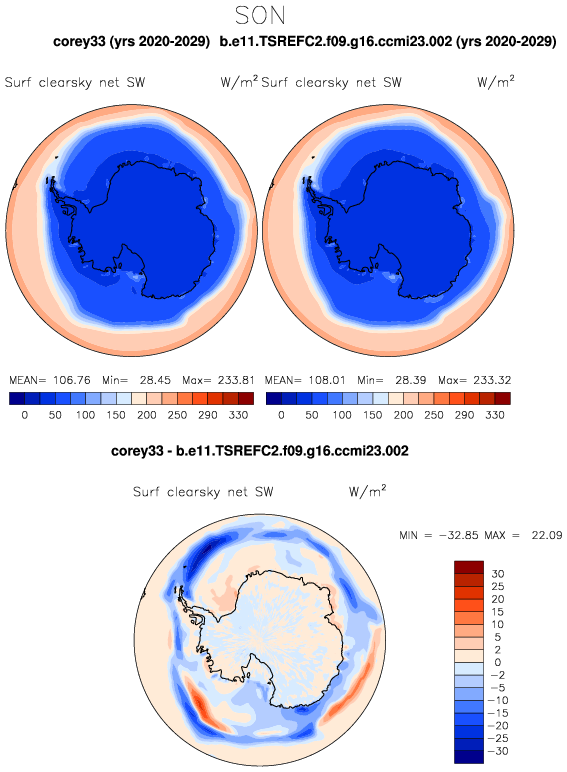 SON
corey33 (yrs 2020-2029) b.e11.TSREFC2.f09.g16.ccmi23.002 (yrs 2020-2029)
Surf clearsky net SW W/m² Surf clearsky net SW W/m²
MEAN= 106.76 Min= 28.45 Max= 233.81 MEAN= 108.01 Min= 28.39 Max= 233.32
0 50 100 150 200 250 290 330 0 50 100 150 200 250 290 330
corey33 - b.e11.TSREFC2.f09.g16.ccmi23.002
Surf clearsky net SW W/m²
MIN = -32.85 MAX = 22.09
30
25
20
15
10
5
2
0
-2
-5
-10
-15
-20
-25
-30